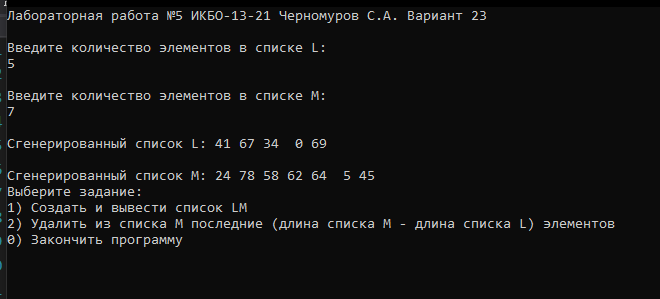 Лабораторная работа №5 ИКБО-13-21 Черномуров С.А. Вариант 23
Введите количество элементов в списке L:
5
Введите количество элементов в списке M:
7
Сгенерированный список L: 41 67 34  0 69
Сгенерированный список M: 24 78 58 62 64  5 45
Выберите задание:
1) Создать и вывести список LM
2) Удалить из списка M последние (длина списка M - длина списка L) элементов
0) Закончить программу